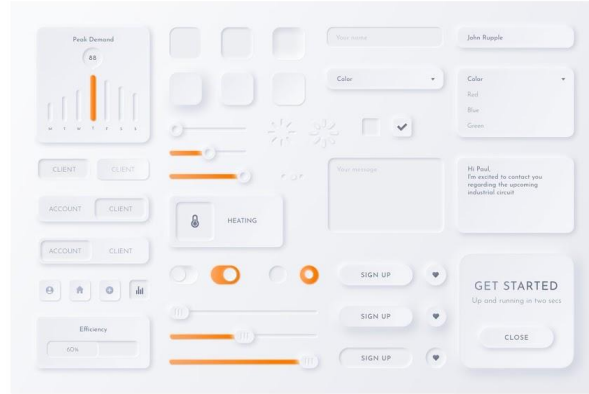 Peak Demand
88
M T W T F S S
CLIENT CLIENT
ACCOUNT CLIENT
ACCOUNT CLIENT
Efficiency
60%
HEATING
Your name
John Rupple
Color
Color
Red
Blue
Green
Your message
Hi Paul,
I'm excited to contact you
regarding the upcoming
industrial circuit
SIGN UP
SIGN UP
SIGN UP
GET STARTED
Up and running in two secs
CLOSE